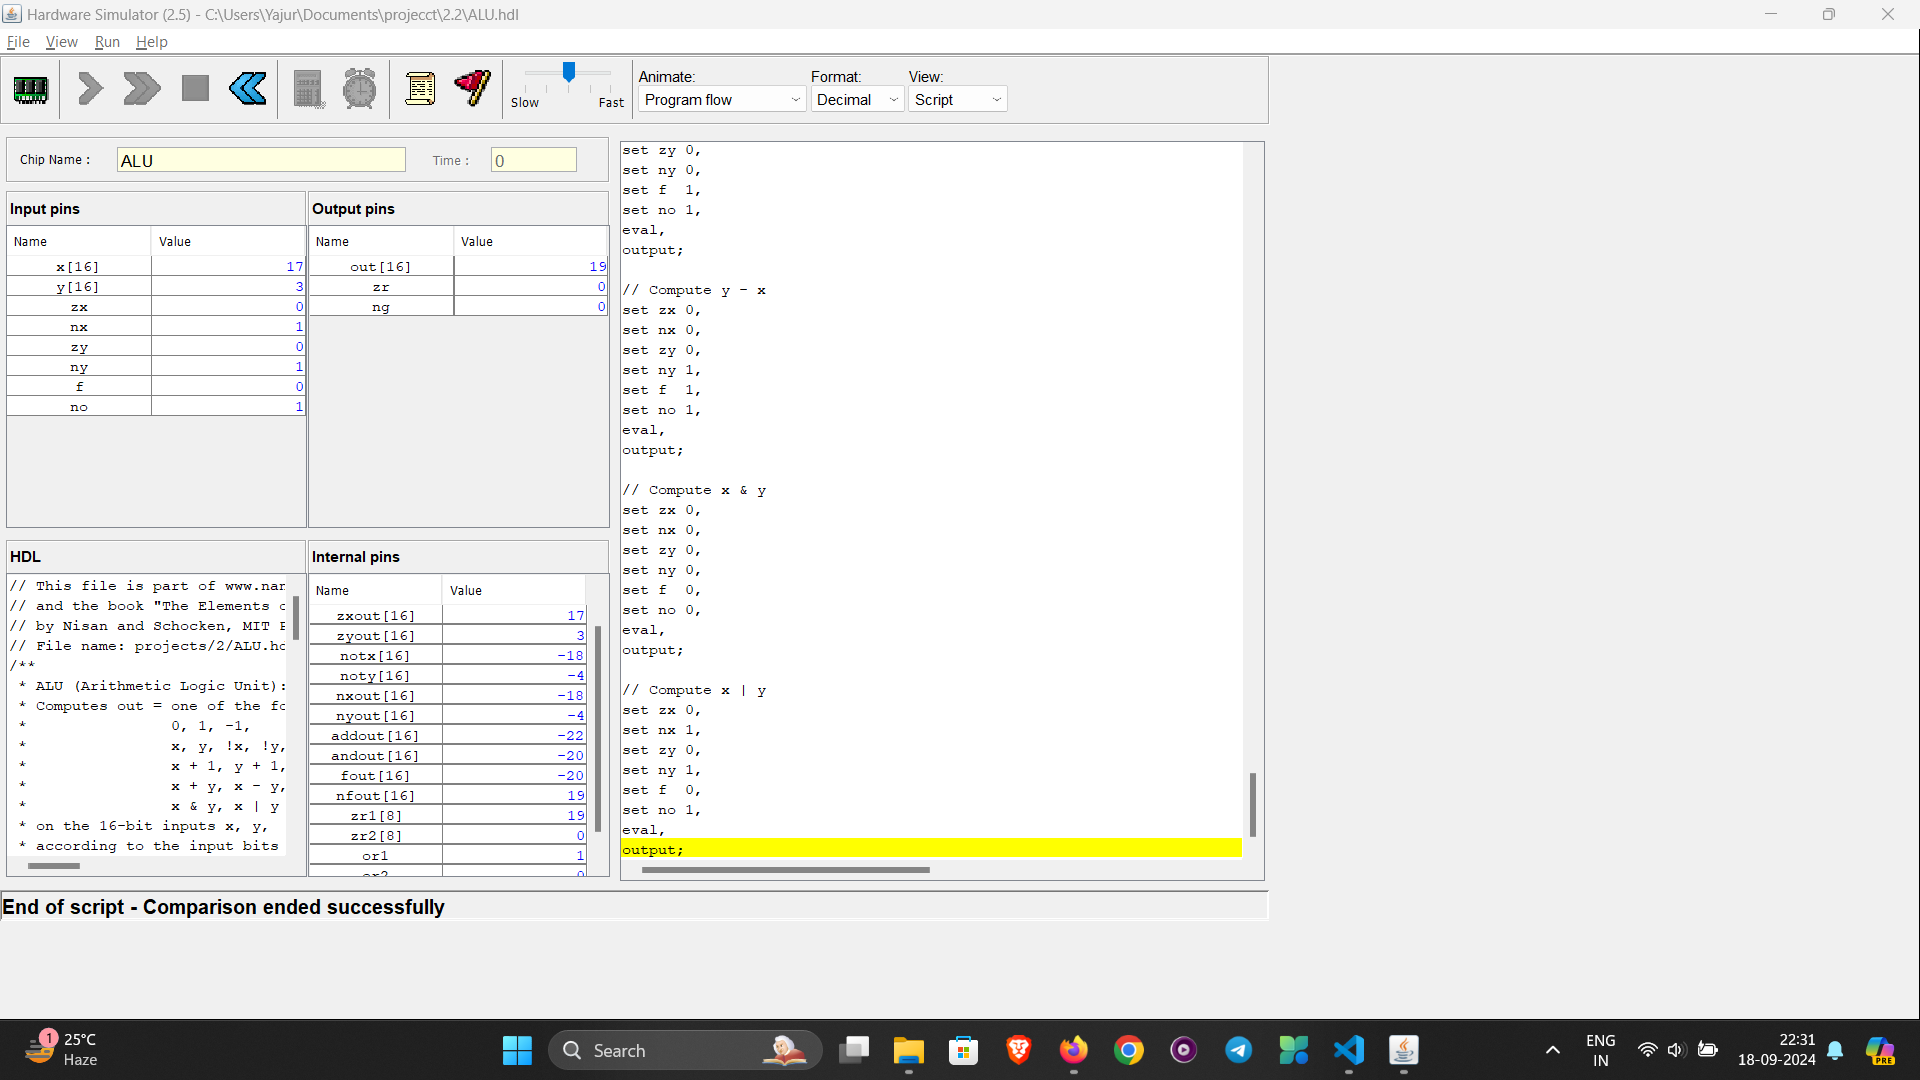 Hardware Simulator (2.5) - C:\Users\Yajur\Documents\projecct\2.2\ALU.hdl
File View Run Help
Slow Fast
Animate: Format: View:
Program flow Decimal Script
Chip Name : ALU Time : 0
Input pins
Name Value
x[16] 17
y[16] 3
zx 0
nx 1
zy 0
ny 1
f 0
no 1
Output pins
Name Value
out[16] 19
zr 0
ng 0
HDL
// This file is part of www.nan
// and the book "The Elements o
// by Nisan and Schocken, MIT P
// File name: projects/2/ALU.hd
/**
* ALU (Arithmetic Logic Unit):
* Computes out = one of the fo
* 0, 1, -1,
* x, y, !x, !y,
* x + 1, y + 1,
* x + y, x - y,
* x & y, x | y
* on the 16-bit inputs x, y,
* according to the input bits
Internal pins
Name Value
zxout[16] 17
zyout[16] 3
notx[16] -18
noty[16] -4
nxout[16] -18
nyout[16] -4
addout[16] -22
andout[16] -20
fout[16] -20
nfout[16] 19
zr1[8] 19
zr2[8] 0
or1 1
or2 0
set zy 0,
set ny 0,
set f 1,
set no 1,
eval,
output;
// Compute y - x
set zx 0,
set nx 0,
set zy 0,
set ny 1,
set f 1,
set no 1,
eval,
output;
// Compute x & y
set zx 0,
set nx 0,
set zy 0,
set ny 0,
set f 0,
set no 0,
eval,
output;
// Compute x | y
set zx 0,
set nx 1,
set zy 0,
set ny 1,
set f 0,
set no 1,
eval,
output;
End of script - Comparison ended successfully
1
25°C
Haze
Search
ENG
IN
22:31
18-09-2024
PRE